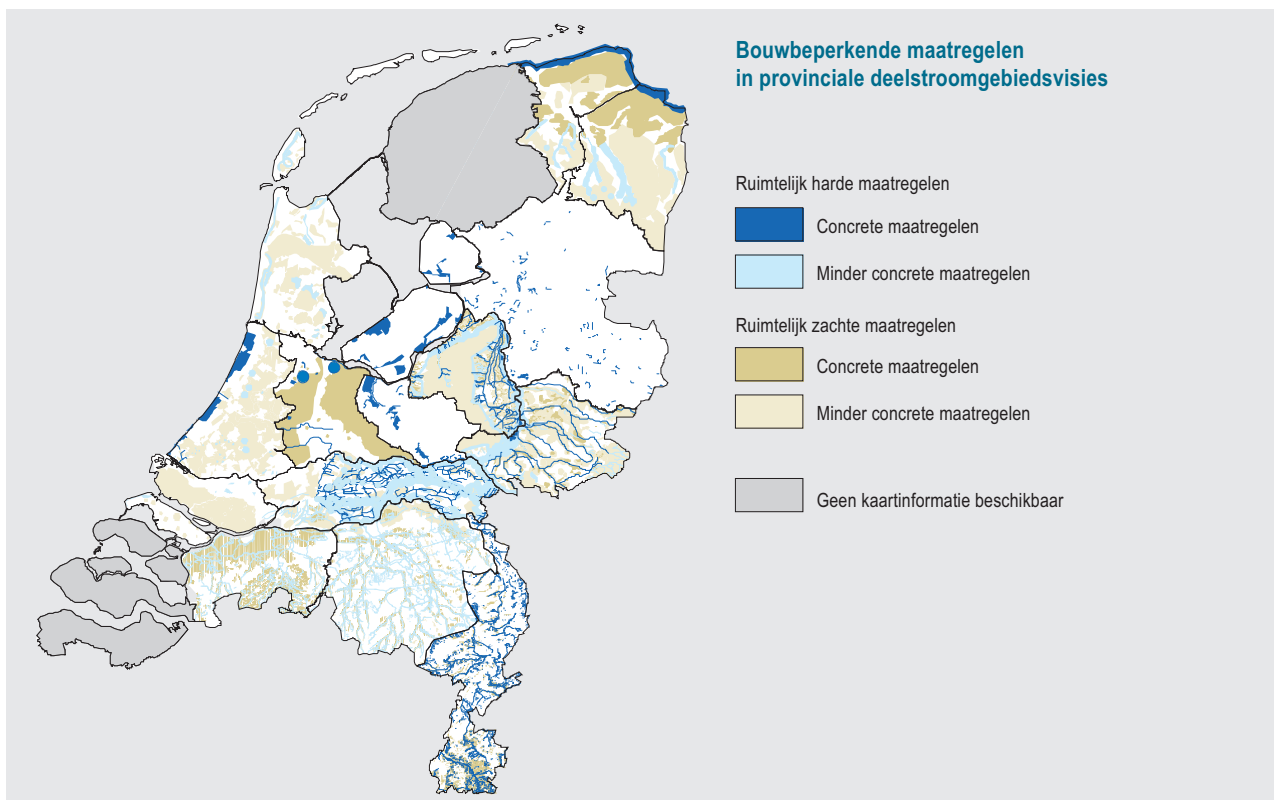 Bouwbeperkende maatregelen
in provinciale deelstroomgebiedsvisies
Ruimtelijk harde maatregelen
Concrete maatregelen
Minder concrete maatregelen
Ruimtelijk zachte maatregelen
Concrete maatregelen
Minder concrete maatregelen
Geen kaartinformatie beschikbaar